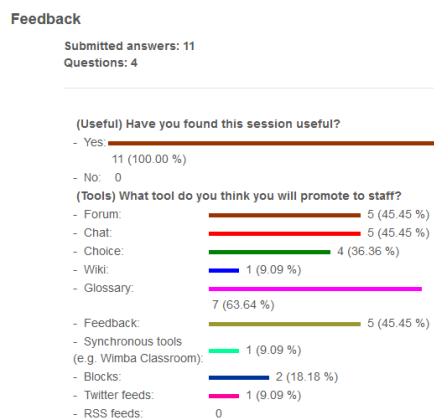 Feedback
Submitted answers: 11
Questions: 4
(Useful) Have you found this session useful?
- Yes:
11 (100.00 %)
- No: 0
(Tools) What tool do you think you will promote to staff?
- Forum: 5 (45.45 %)
- Chat: 5 (45.45 %)
- Choice: 4 (36.36 %)
- Wiki: 1 (9.09 %)
- Glossary:
7 (63.64 %)
- Feedback: 5 (45.45 %)
- Synchronous tools
(e.g. Wimba Classroom): 1 (9.09 %)
- Blocks: 2 (18.18 %)
- Twitter feeds: 1 (9.09 %)
- RSS feeds: 0